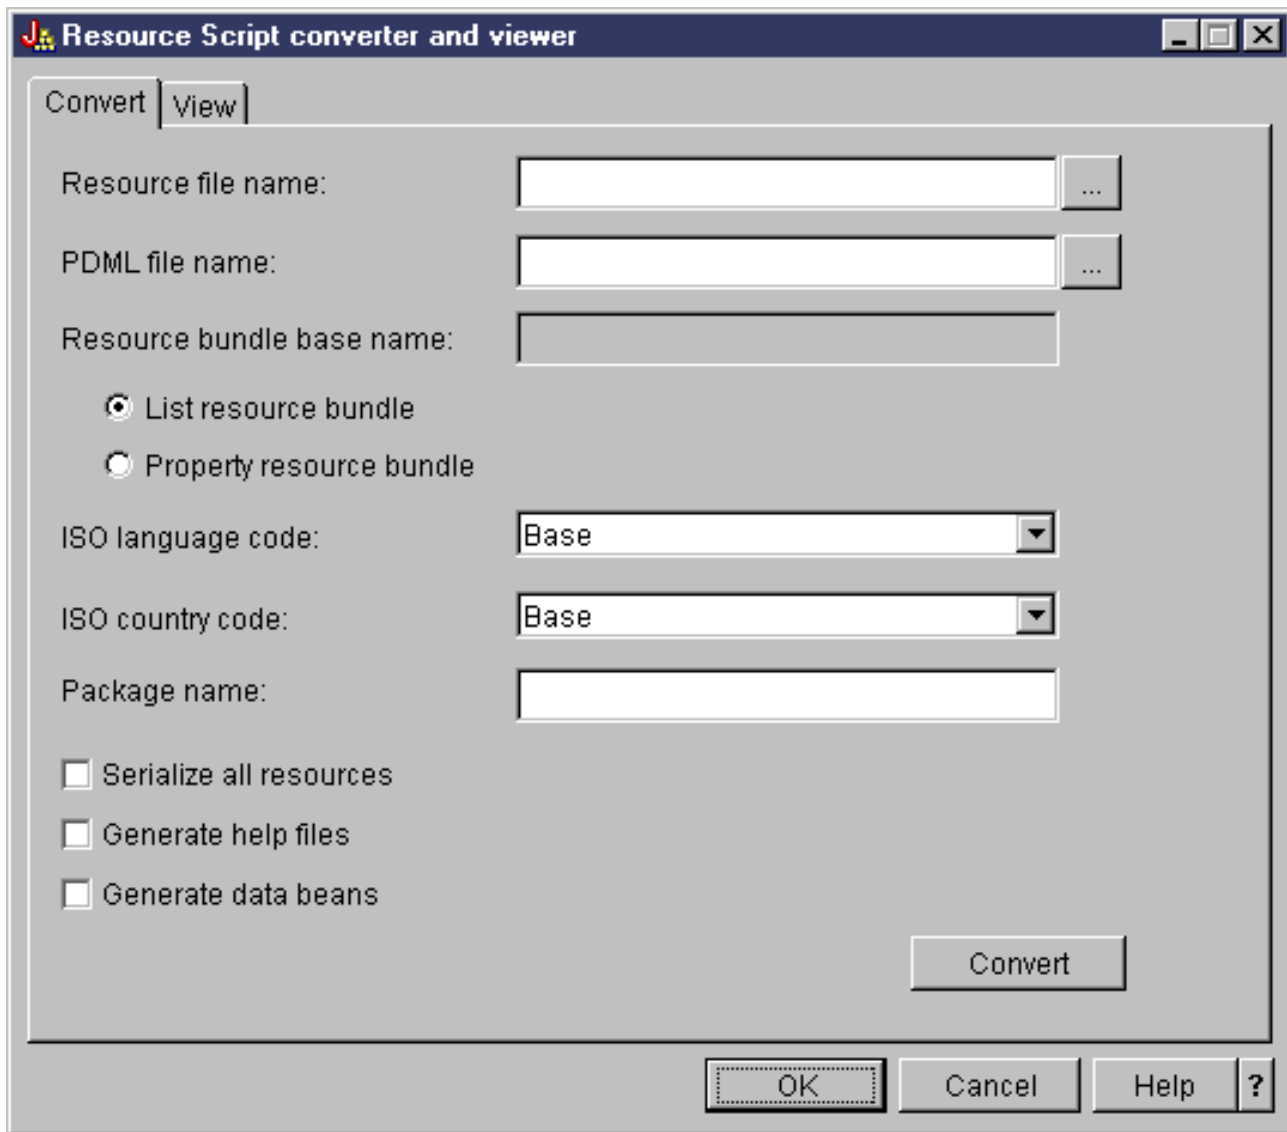 Resource Script converter and viewer
Convert View
Resource file name: ...
PDML file name: ...
Resource bundle base name:
List resource bundle
Property resource bundle
ISO language code: Base
ISO country code: Base
Package name:
Serialize all resources
Generate help files
Generate data beans
Convert
OK Cancel Help ?